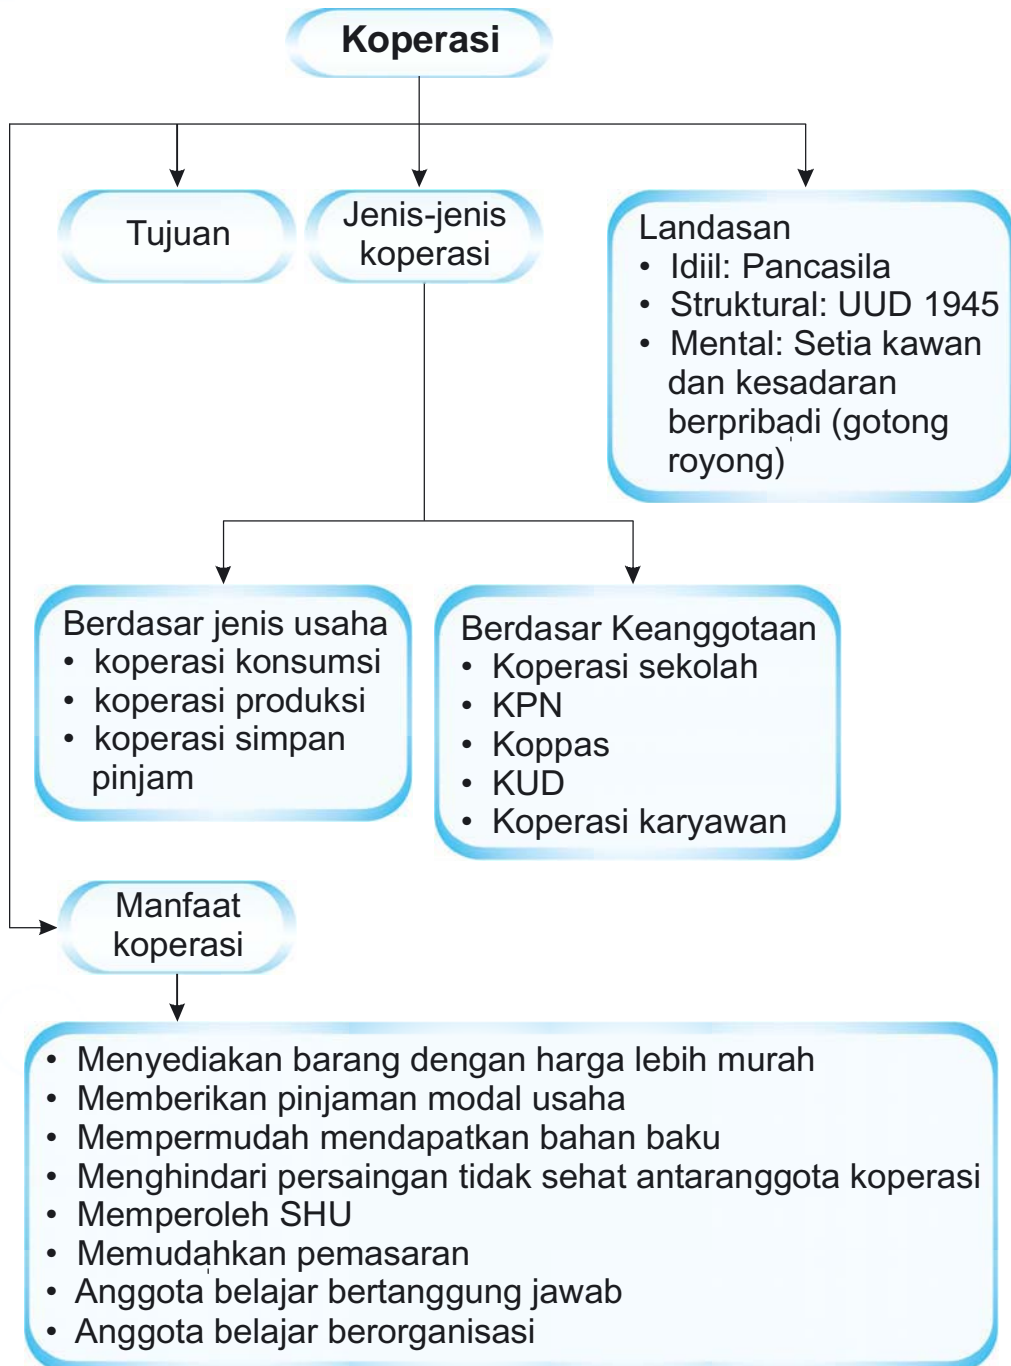 Koperasi
Tujuan
Jenis-jenis
koperasi
Landasan
• Idiil: Pancasila
• Struktural: UUD 1945
• Mental: Setia kawan
dan kesadaran
berpribadi (gotong
royong)
Berdasar jenis usaha
• koperasi konsumsi
• koperasi produksi
• koperasi simpan
pinjam
Berdasar Keanggotaan
• Koperasi sekolah
• KPN
• Koppas
• KUD
• Koperasi karyawan
Manfaat
koperasi
• Menyediakan barang dengan harga lebih murah
• Memberikan pinjaman modal usaha
• Mempermudah mendapatkan bahan baku
• Menghindari persaingan tidak sehat antaranggota koperasi
• Memperoleh SHU
• Memudahkan pemasaran
• Anggota belajar bertanggung jawab
• Anggota belajar berorganisasi